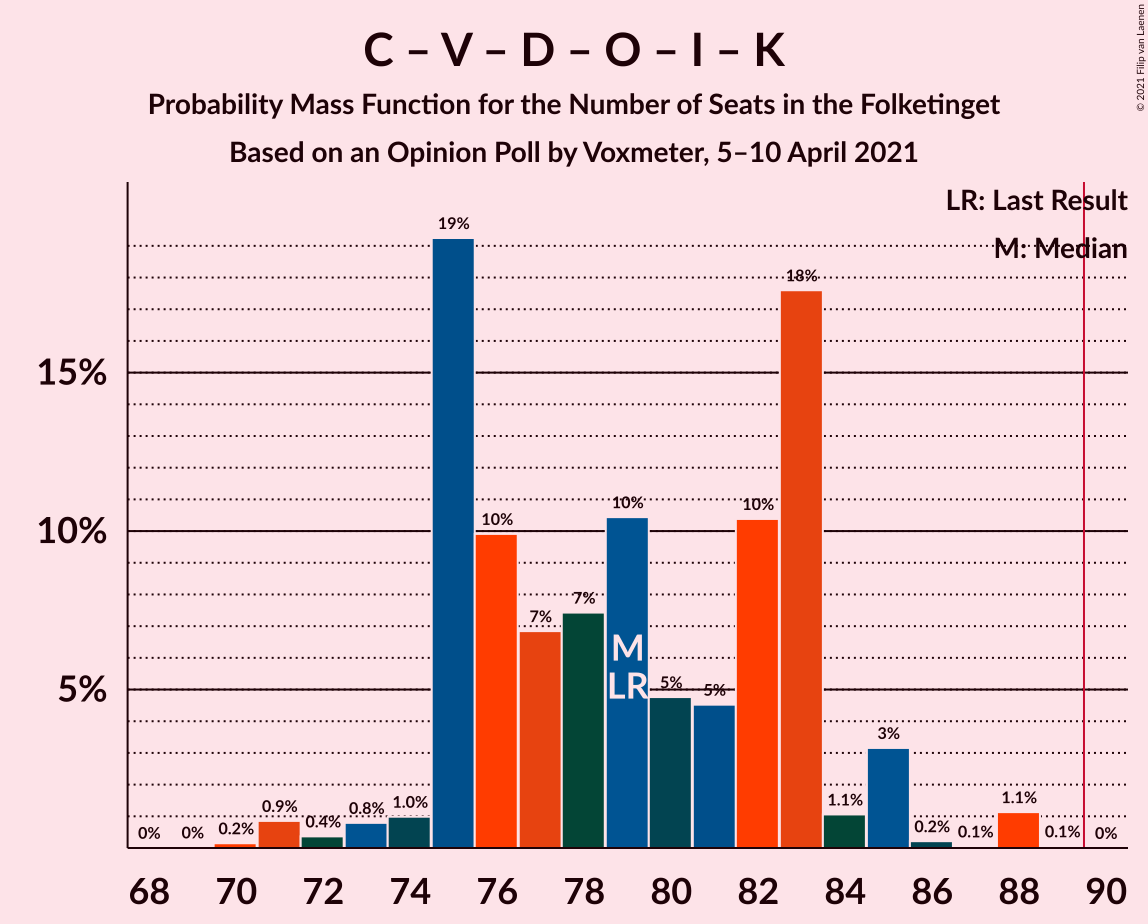 C – V – D – O – I – K
Probability Mass Function for the Number of Seats in the Folketinget
Based on an Opinion Poll by Voxmeter, 5–10 April 2021
© 2021 Filip van Laenen
LR: Last Result
M: Median
15%
10%
5%
0%
0%
0.2%
0.9%
0.4%
0.8%
1.0%
19%
10%
7%
7%
10%
5%
5%
10%
18%
1.1%
3%
0.2%
0.1%
1.1%
0.1%
0%
M
LR
68 70 72 74 76 78 80 82 84 86 88 90